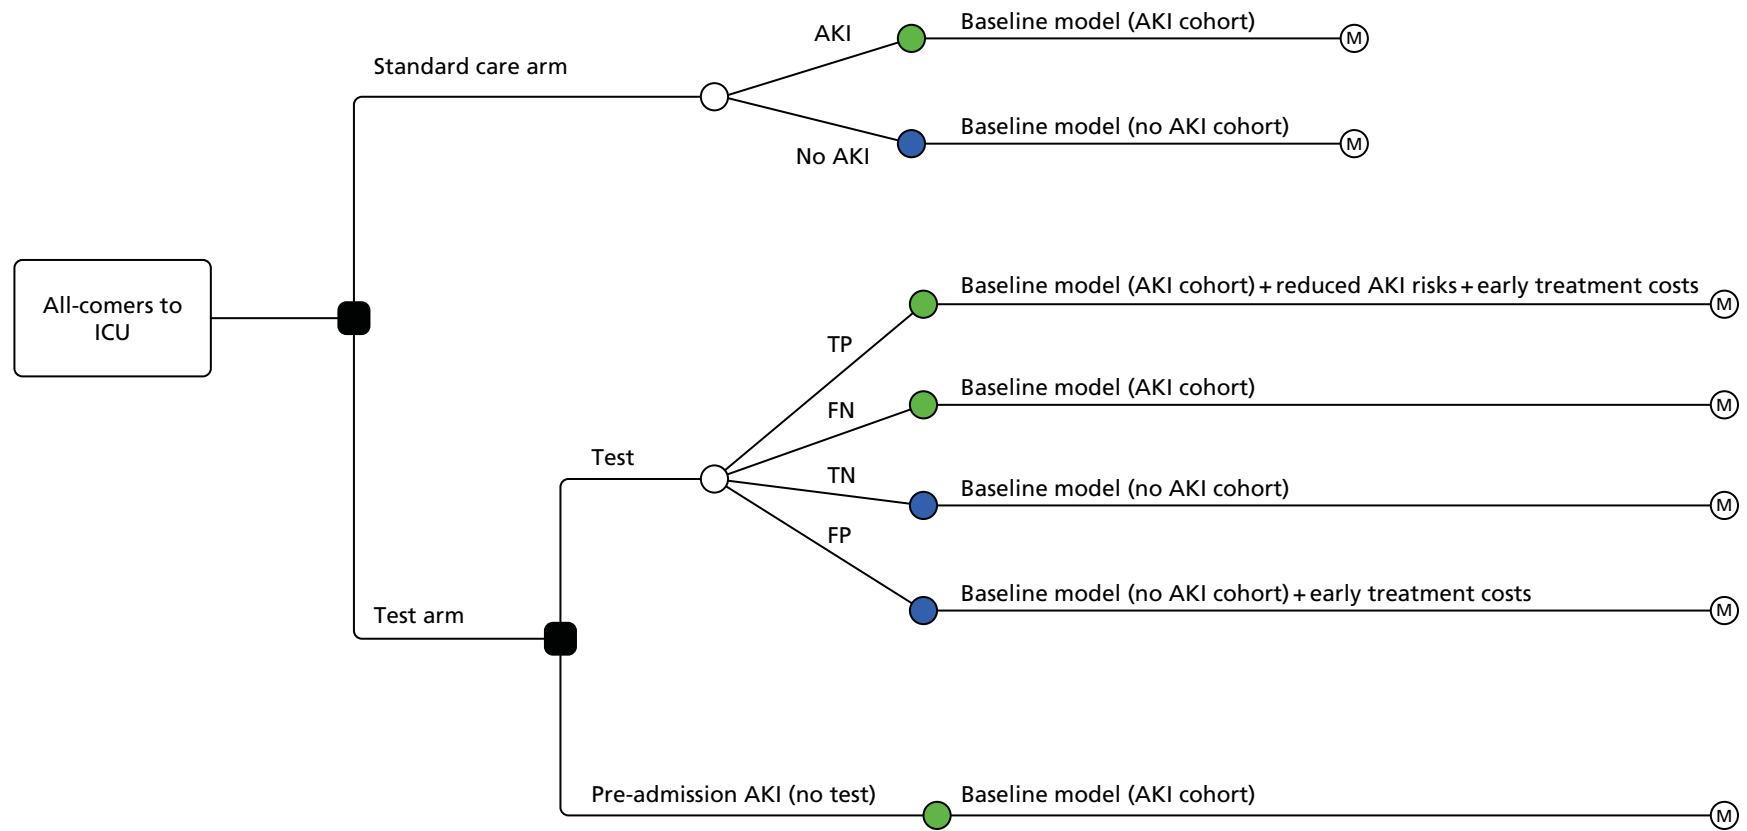 AKI
Baseline model (AKI cohort)
M
Standard care arm
No AKI
Baseline model (no AKI cohort)
M
All-comers to
ICU
TP
Baseline model (AKI cohort) + reduced AKI risks + early treatment costs
M
FN
Baseline model (AKI cohort)
M
Test
TN
Baseline model (no AKI cohort)
M
FP
Baseline model (no AKI cohort) + early treatment costs
M
Test arm
Pre-admission AKI (no test)
Baseline model (AKI cohort)
M